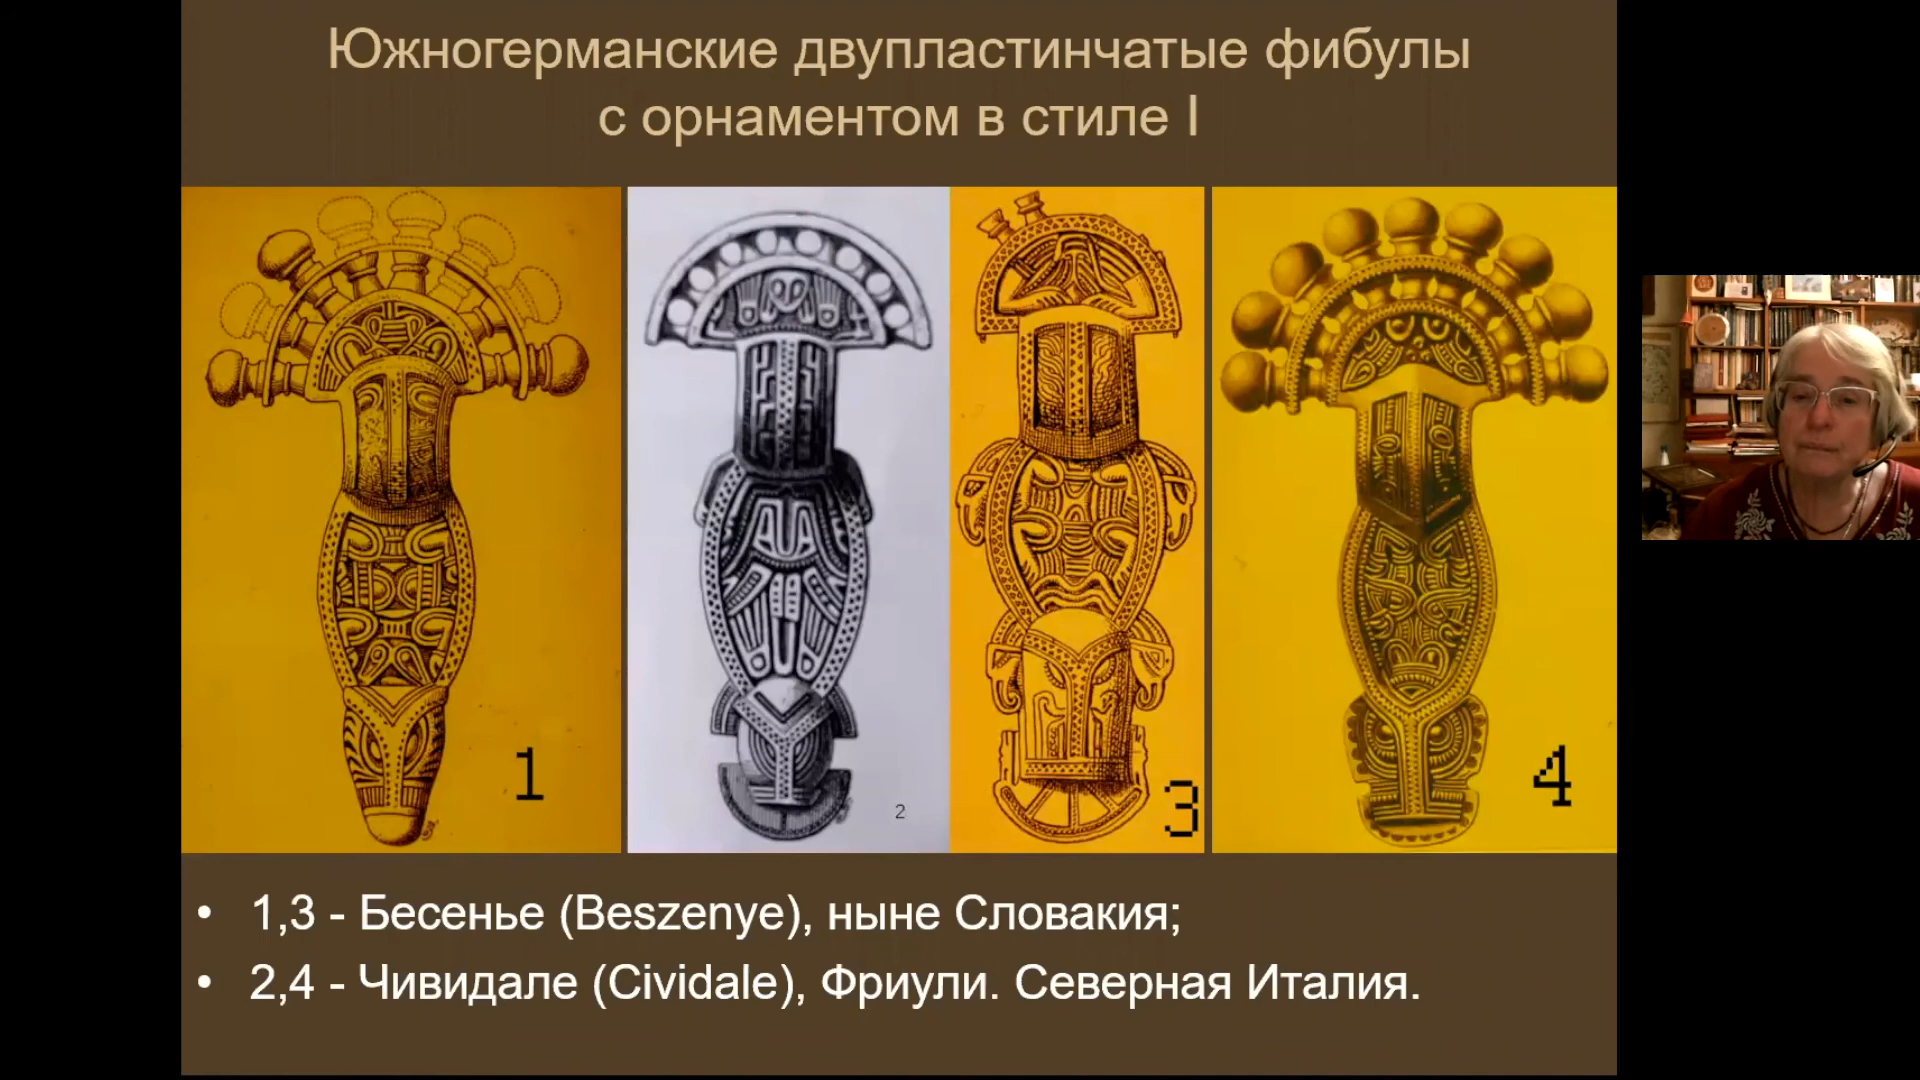 Южногерманские двупластинчатые фибулы
с орнаментом в стиле I
1
2
3
4
• 1,3 - Бесенье (Beszenye), ныне Словакия;
• 2,4 - Чивидале (Cividale), Фриули. Северная Италия.